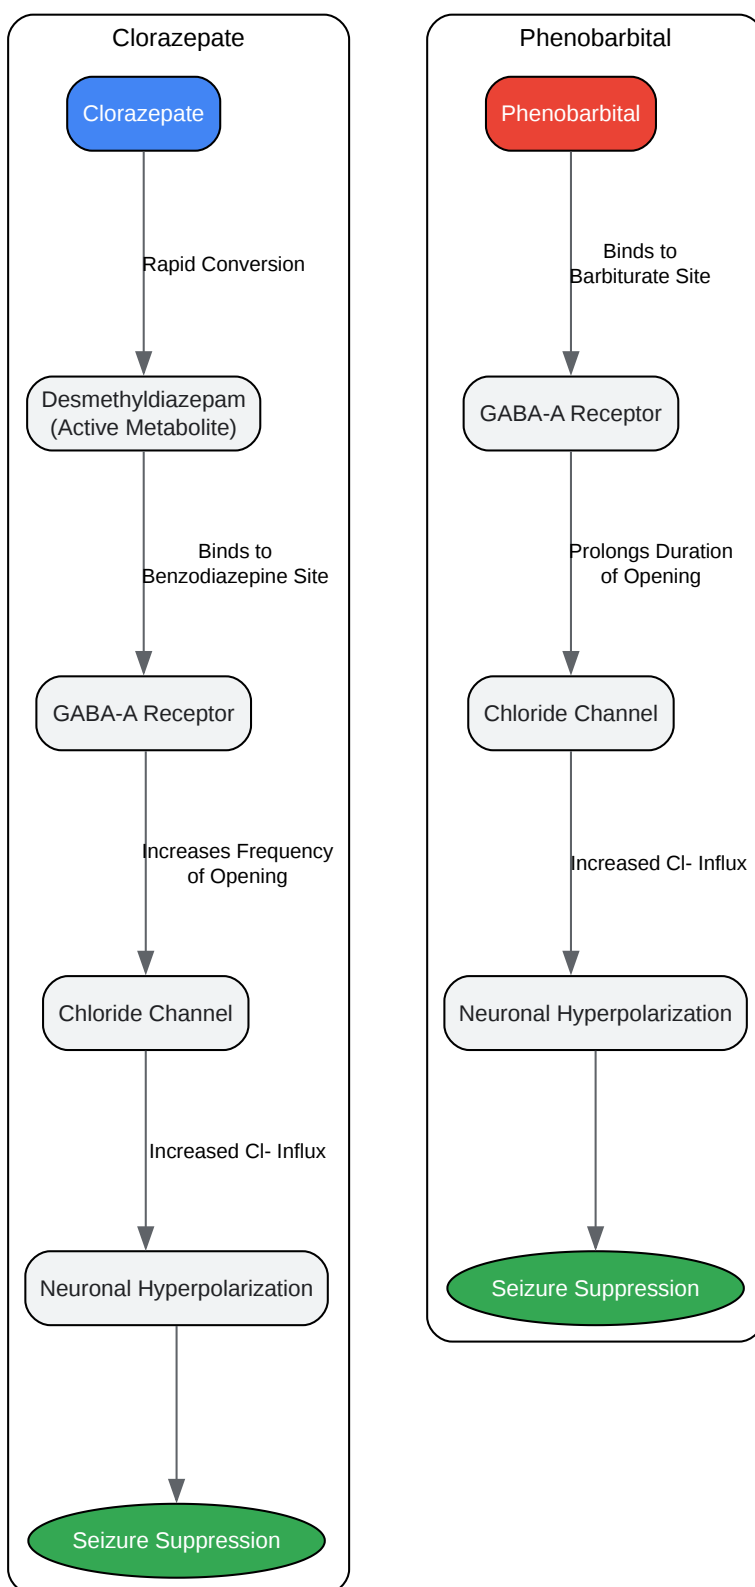 Clorazepate
Clorazepate
Rapid Conversion
Desmethyldiazepam
(Active Metabolite)
Binds to
Benzodiazepine Site
GABA-A Receptor
Increases Frequency
of Opening
Chloride Channel
Increased Cl- Influx
Neuronal Hyperpolarization
Seizure Suppression
Phenobarbital
Phenobarbital
Binds to
Barbiturate Site
GABA-A Receptor
Prolongs Duration
of Opening
Chloride Channel
Increased Cl- Influx
Neuronal Hyperpolarization
Seizure Suppression